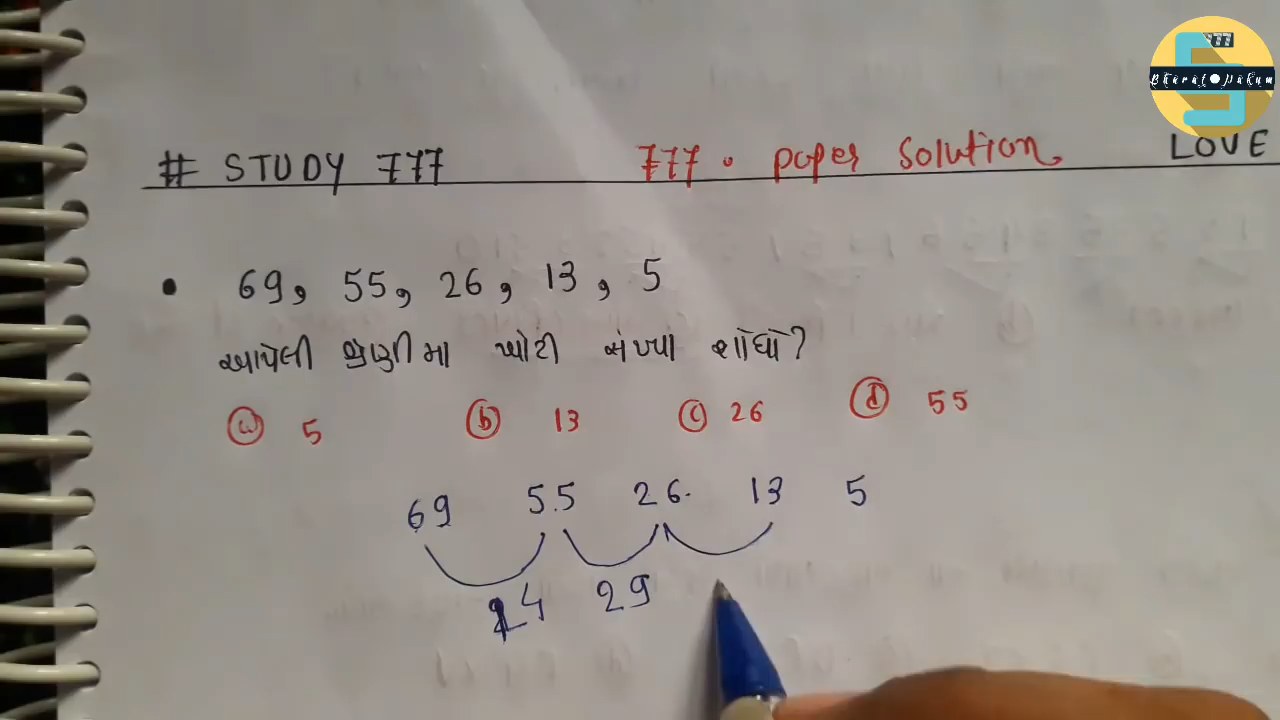 # STUDY 777 777 • paper solution LOVE
• 69, 55, 26, 13, 5
આપેલી શ્રેણીમા ખોટી સંખ્યા શોધો?
(a) 5 (b) 13 (c) 26 (d) 55
69 55 26 13 5
14 29